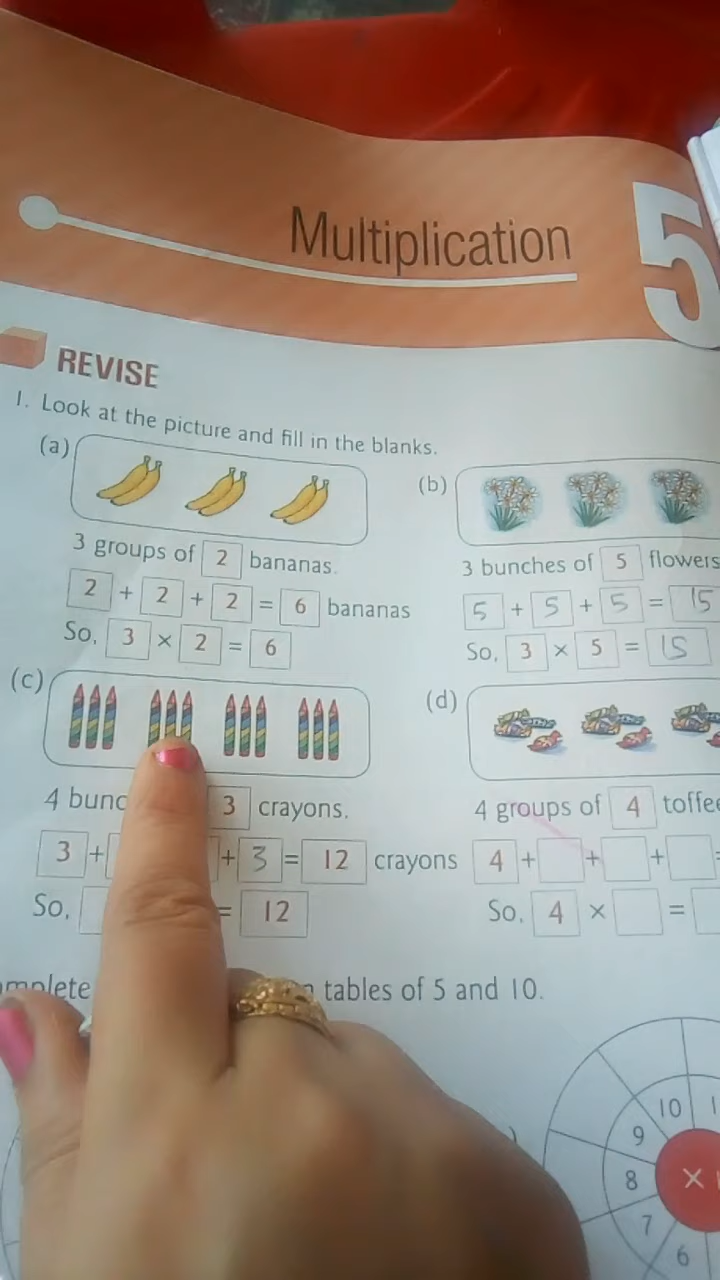 Multiplication 5
REVISE
1. Look at the picture and fill in the blanks.
(a)
3 groups of 2 bananas.
2 + 2 + 2 = 6 bananas
So, 3 × 2 = 6
(b)
3 bunches of 5 flowers
5 + 5 + 5 = 15
So, 3 × 5 = 15
(c)
4 3 crayons.
3 + + 3 = 12 crayons
So, = 12
(d)
4 groups of 4
4 + + +
So, 4 × =
tables of 5 and 10.
10
9
8
7
6
×